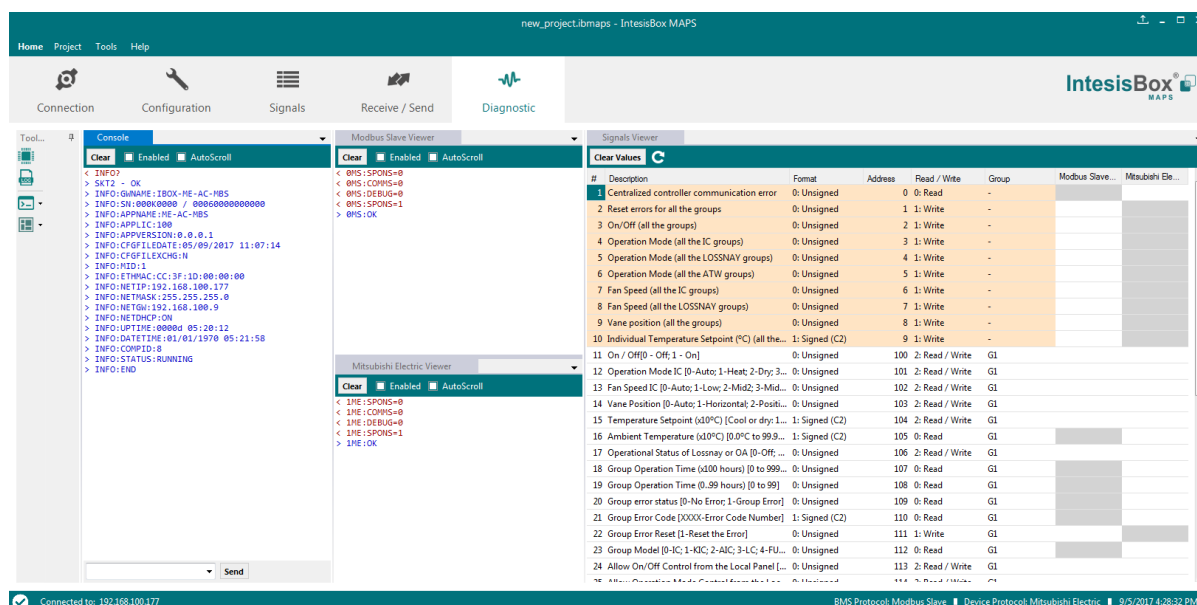 new_project.ibmaps - IntesisBox MAPS
Home Project Tools Help
Connection Configuration Signals Receive / Send Diagnostic
IntesisBox®
MAPS
Tool...
Console
Clear Enabled AutoScroll
< INFO?
> SKT2 - OK
> INFO:GWNAME:IBOX-ME-AC-MBS
> INFO:SN:000K0000 / 00060000000000
> INFO:APPNAME:ME-AC-MBS
> INFO:APPLIC:100
> INFO:APPVERSION:0.0.0.1
> INFO:CFGFILEDATE:05/09/2017 11:07:14
> INFO:CFGFILEXCHG:N
> INFO:MID:1
> INFO:ETHMAC:CC:3F:1D:00:00:00
> INFO:NETIP:192.168.100.177
> INFO:NETMASK:255.255.255.0
> INFO:NETGW:192.168.100.9
> INFO:NETDHCP:ON
> INFO:UPTIME:0000d 05:20:12
> INFO:DATETIME:01/01/1970 05:21:58
> INFO:COMPID:8
> INFO:STATUS:RUNNING
> INFO:END
Send
Modbus Slave Viewer
Clear Enabled AutoScroll
< 0MS:SPONS=0
< 0MS:COMMS=0
< 0MS:DEBUG=0
< 0MS:SPONS=1
> 0MS:OK
Mitsubishi Electric Viewer
Clear Enabled AutoScroll
< 1ME:SPONS=0
< 1ME:COMMS=0
< 1ME:DEBUG=0
< 1ME:SPONS=1
> 1ME:OK
Signals Viewer
Clear Values
# Description Format Address Read / Write Group Modbus Slave... Mitsubishi Ele...
1 Centralized controller communication error 0: Unsigned 0 0: Read -
2 Reset errors for all the groups 0: Unsigned 1 1: Write -
3 On/Off (all the groups) 0: Unsigned 2 1: Write -
4 Operation Mode (all the IC groups) 0: Unsigned 3 1: Write -
5 Operation Mode (all the LOSSNAY groups) 0: Unsigned 4 1: Write -
6 Operation Mode (all the ATW groups) 0: Unsigned 5 1: Write -
7 Fan Speed (all the IC groups) 0: Unsigned 6 1: Write -
8 Fan Speed (all the LOSSNAY groups) 0: Unsigned 7 1: Write -
9 Vane position (all the groups) 0: Unsigned 8 1: Write -
10 Individual Temperature Setpoint (ºC) (all the... 1: Signed (C2) 9 1: Write -
11 On / Off[0 - Off; 1 - On] 0: Unsigned 100 2: Read / Write G1
12 Operation Mode IC [0-Auto; 1-Heat; 2-Dry; 3... 0: Unsigned 101 2: Read / Write G1
13 Fan Speed IC [0-Auto; 1-Low; 2-Mid2; 3-Mid... 0: Unsigned 102 2: Read / Write G1
14 Vane Position [0-Auto; 1-Horizontal; 2-Positi... 0: Unsigned 103 2: Read / Write G1
15 Temperature Setpoint (x10ºC) [Cool or dry: 1... 1: Signed (C2) 104 2: Read / Write G1
16 Ambient Temperature (x10ºC) [0.0ºC to 99.9... 1: Signed (C2) 105 0: Read G1
17 Operational Status of Lossnay or OA [0-Off; ... 0: Unsigned 106 2: Read / Write G1
18 Group Operation Time (x100 hours) [0 to 999... 0: Unsigned 107 0: Read G1
19 Group Operation Time (0..99 hours) [0 to 99] 0: Unsigned 108 0: Read G1
20 Group error status [0-No Error; 1-Group Error] 0: Unsigned 109 0: Read G1
21 Group Error Code [XXXX-Error Code Number] 1: Signed (C2) 110 0: Read G1
22 Group Error Reset [1-Reset the Error] 0: Unsigned 111 1: Write G1
23 Group Model [0-IC; 1-KIC; 2-AIC; 3-LC; 4-FU... 0: Unsigned 112 0: Read G1
24 Allow On/Off Control from the Local Panel [... 0: Unsigned 113 2: Read / Write G1
Connected to: 192.168.100.177
BMS Protocol: Modbus Slave Device Protocol: Mitsubishi Electric 9/5/2017 4:28:32 PM